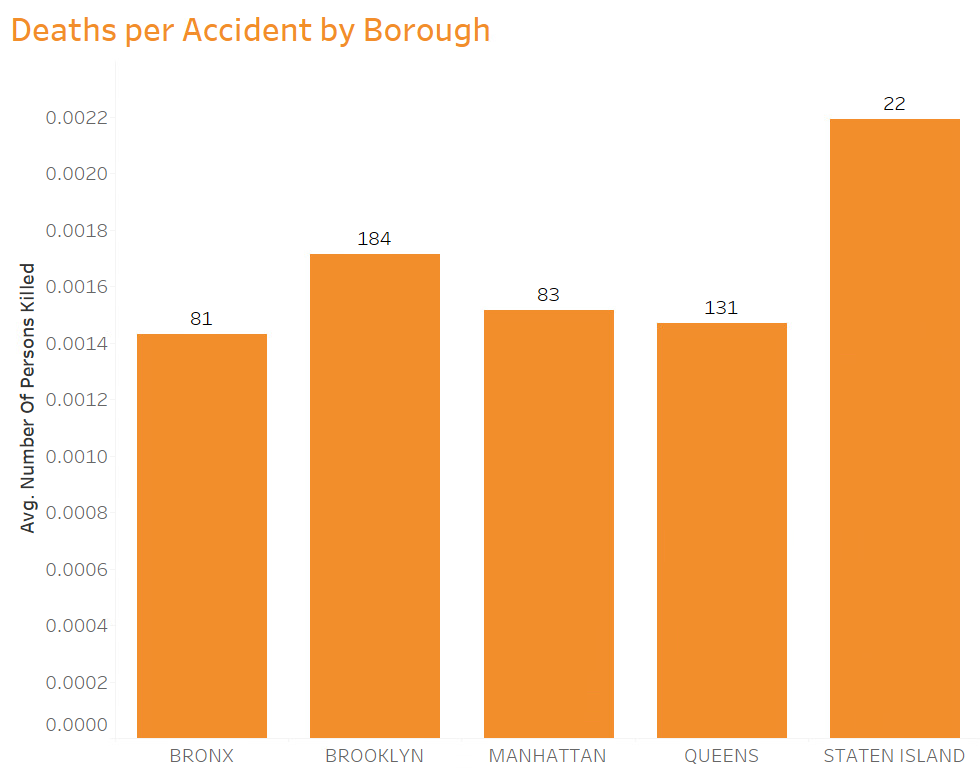 Deaths per Accident by Borough
Avg. Number Of Persons Killed
0.0022
0.0020
0.0018
0.0016
0.0014
0.0012
0.0010
0.0008
0.0006
0.0004
0.0002
0.0000
81
184
83
131
22
BRONX
BROOKLYN
MANHATTAN
QUEENS
STATEN ISLAND